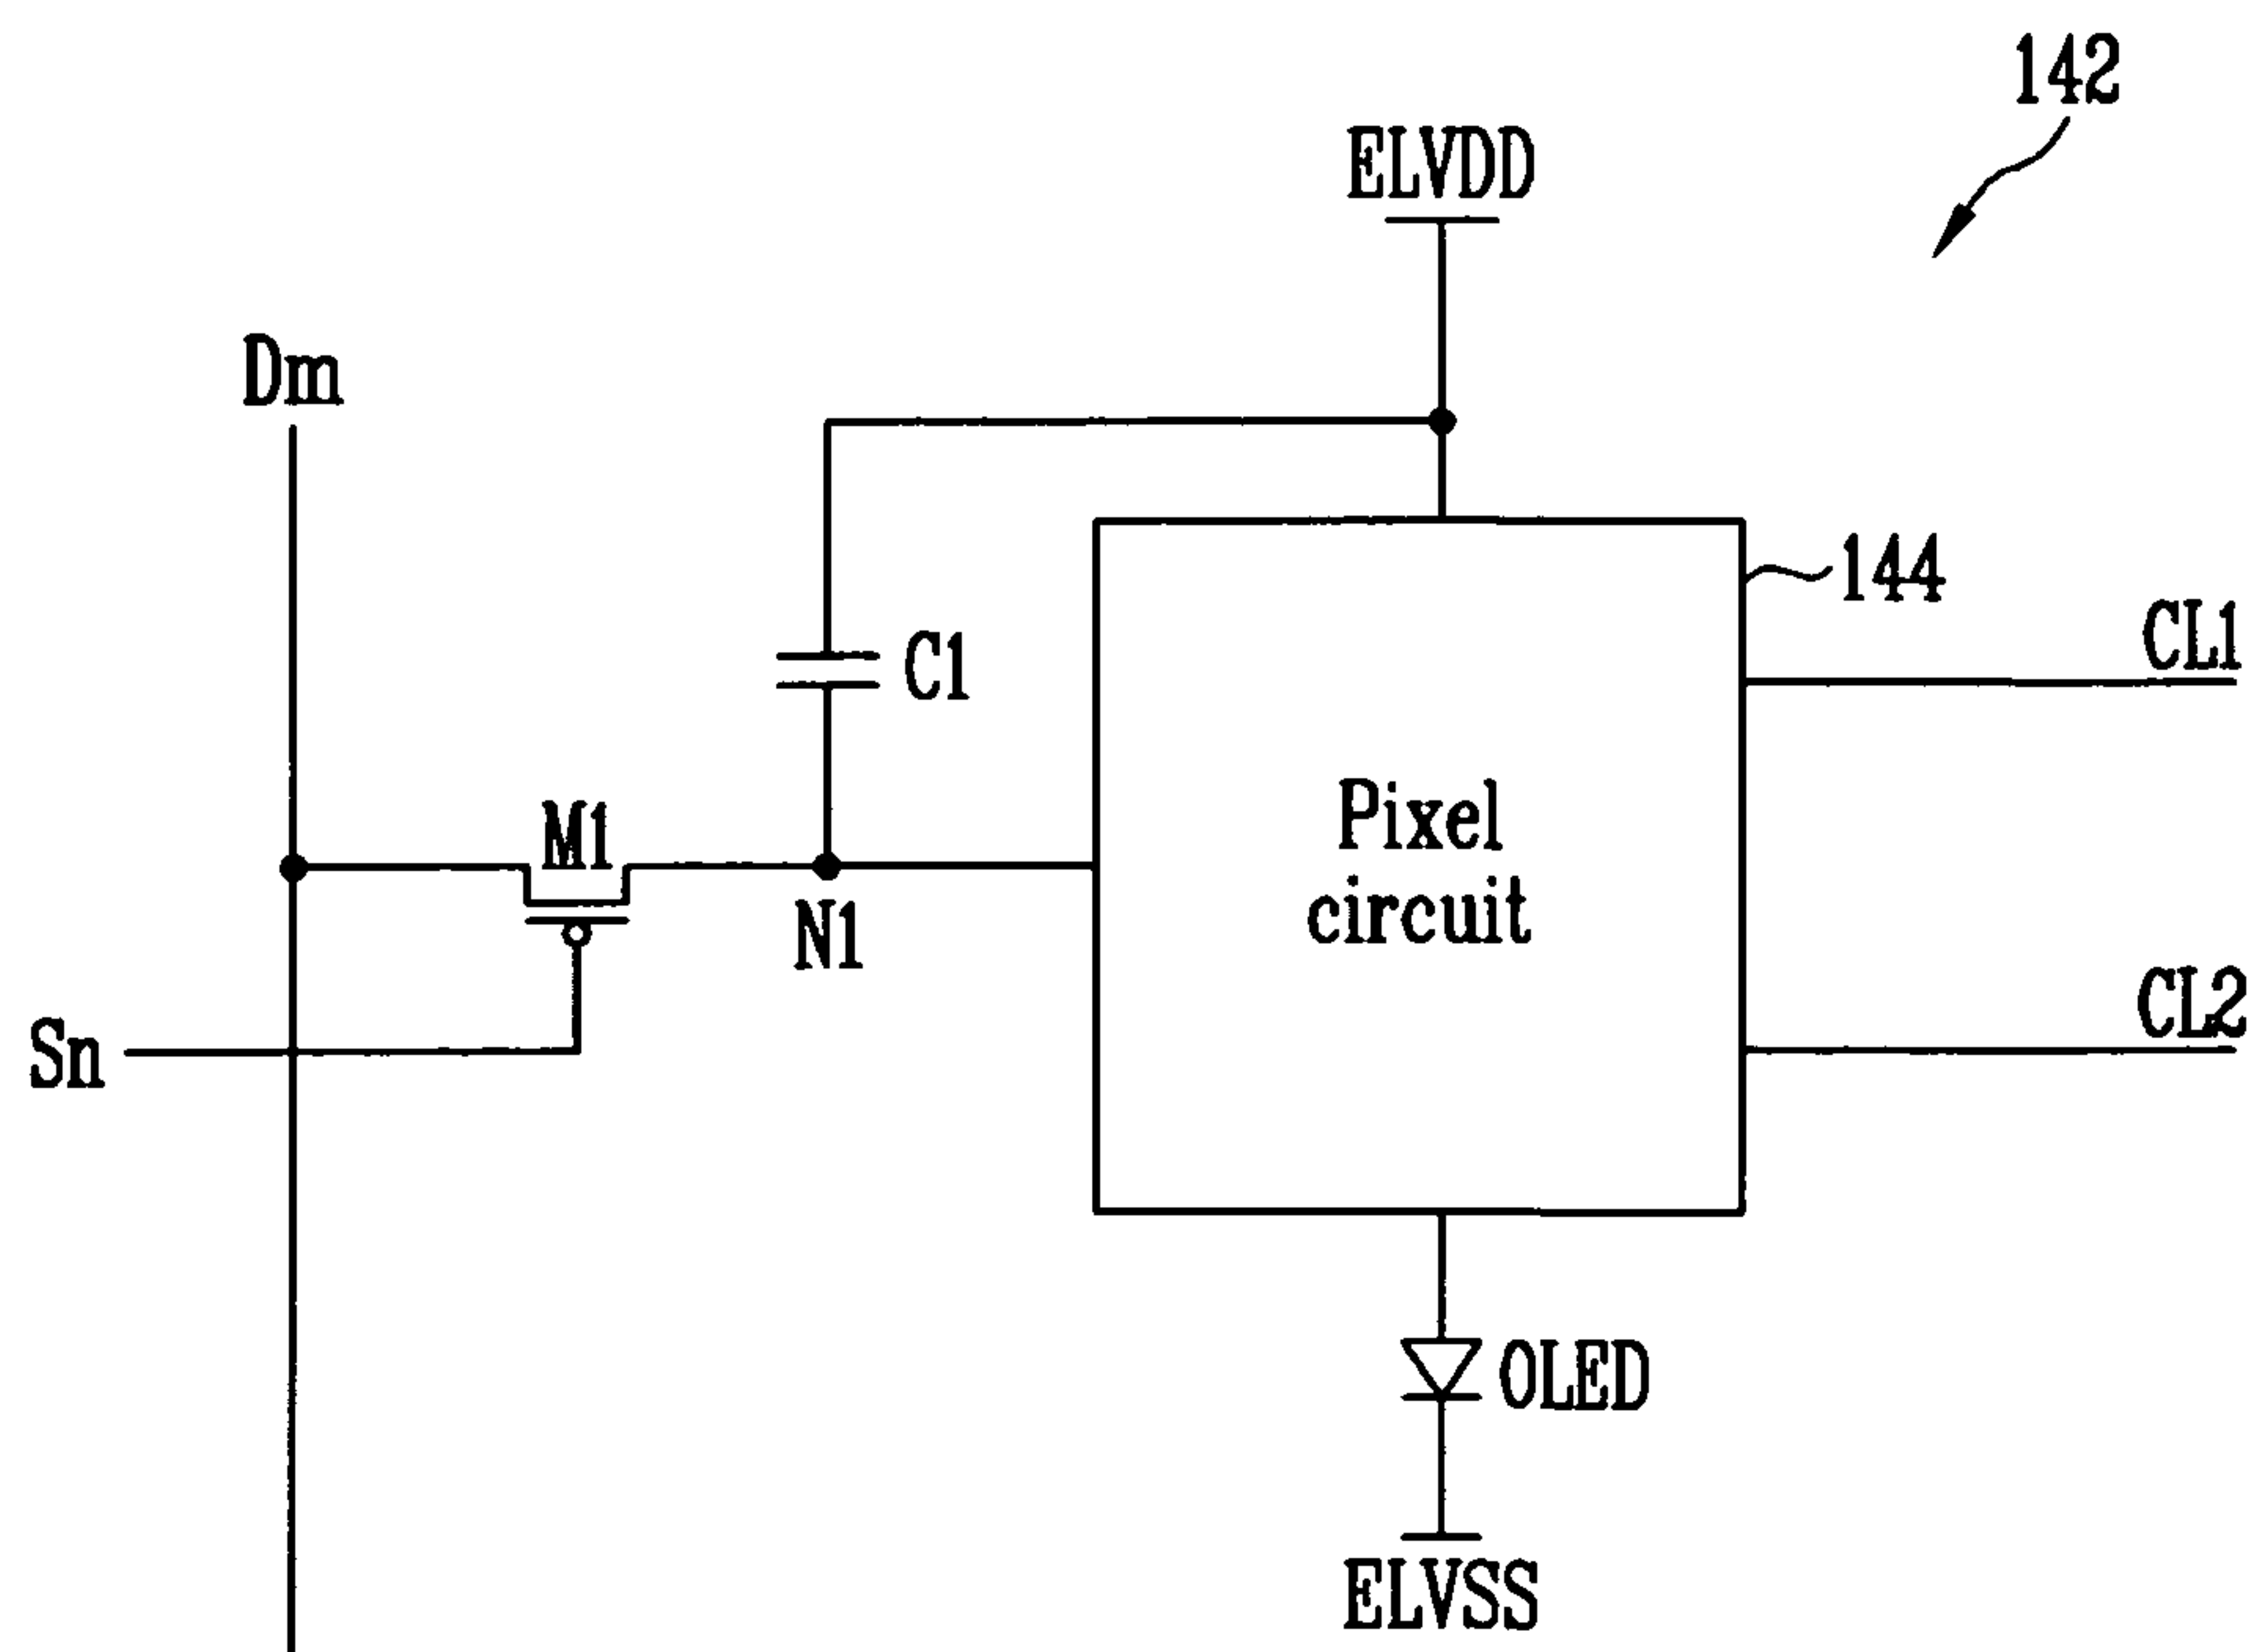 142
ELVDD
Dm
144
CL1
C1
M1
Pixel
circuit
N1
CL2
Sn
OLED
ELVSS